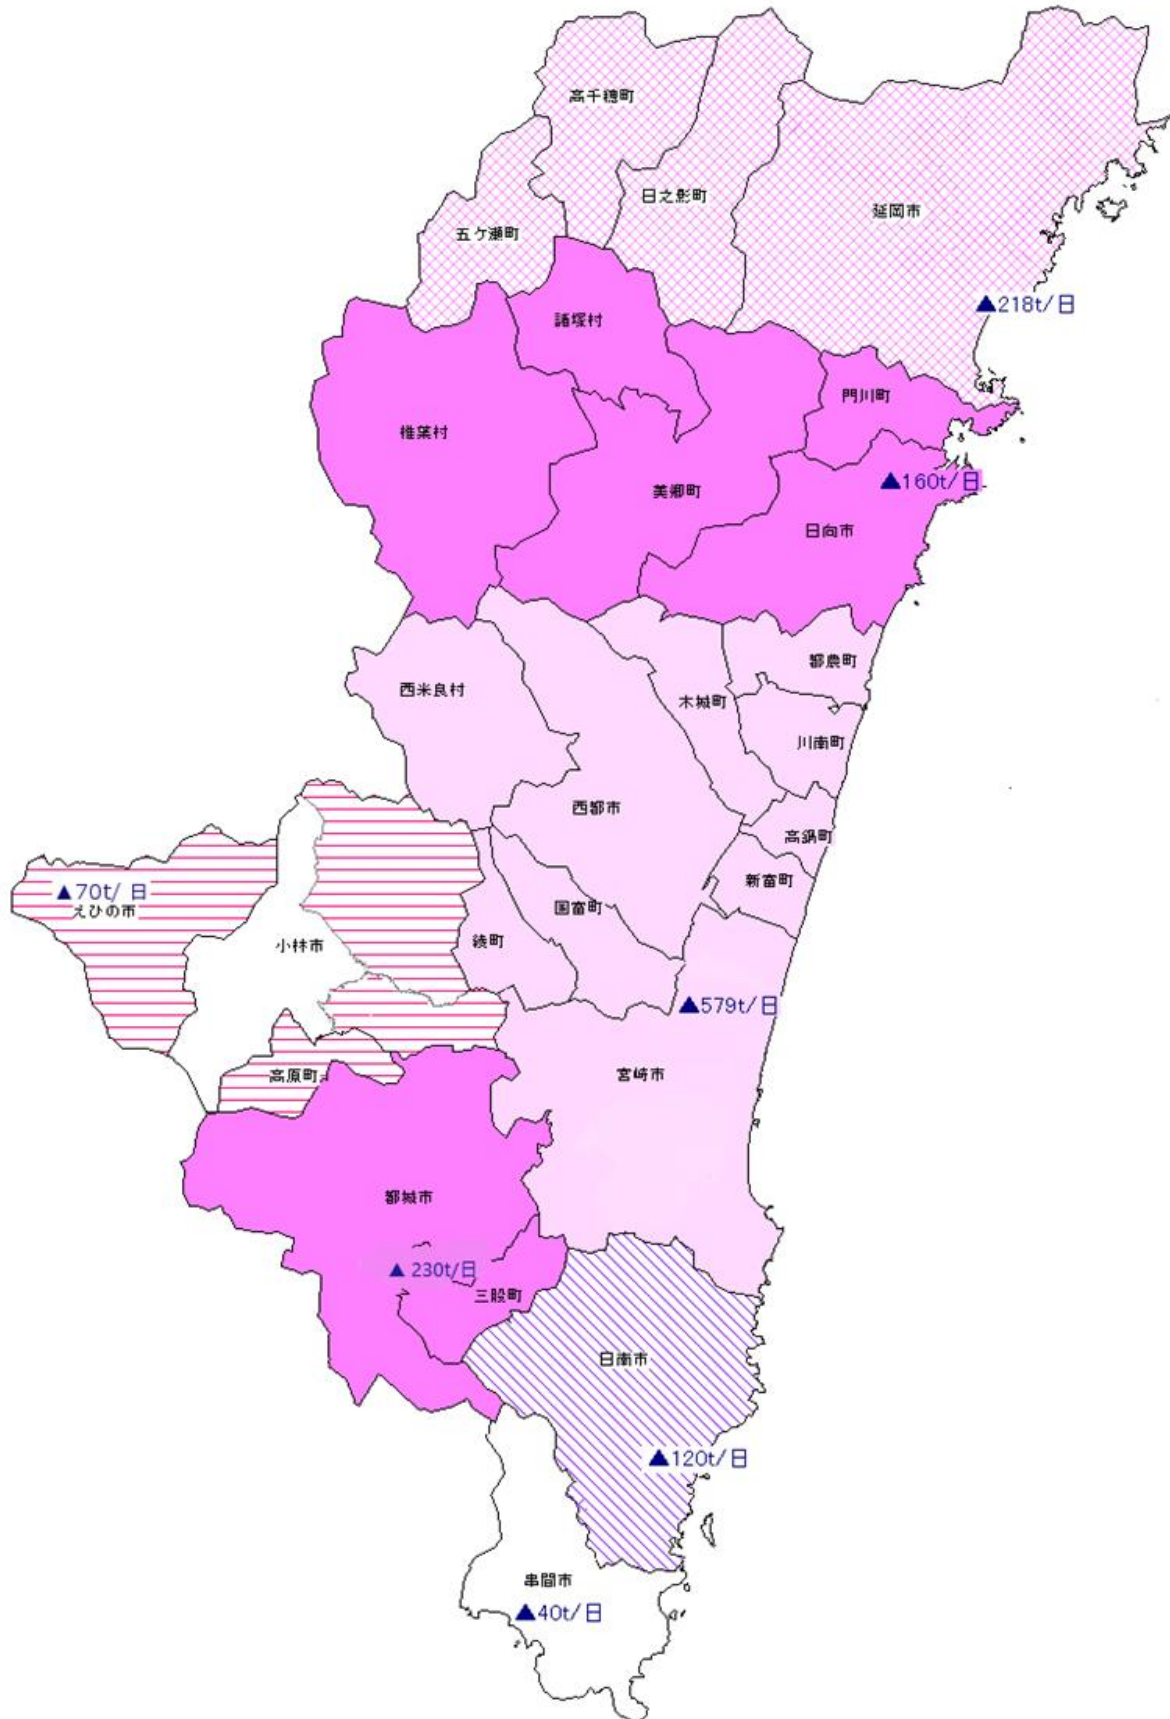 高千穂町
日之影町
延岡市
五ケ瀬町
▲218t/日
諸塚村
門川町
椎葉村
▲160t/日
美郷町
日向市
都農町
西米良村
木城町
川南町
西都市
高鍋町
新富町
▲70t/ 日
えびの市
国富町
綾町
小林市
▲579t/日
宮崎市
高原町
都城市
▲ 230t/日
三股町
日南市
▲120t/日
串間市
▲40t/日